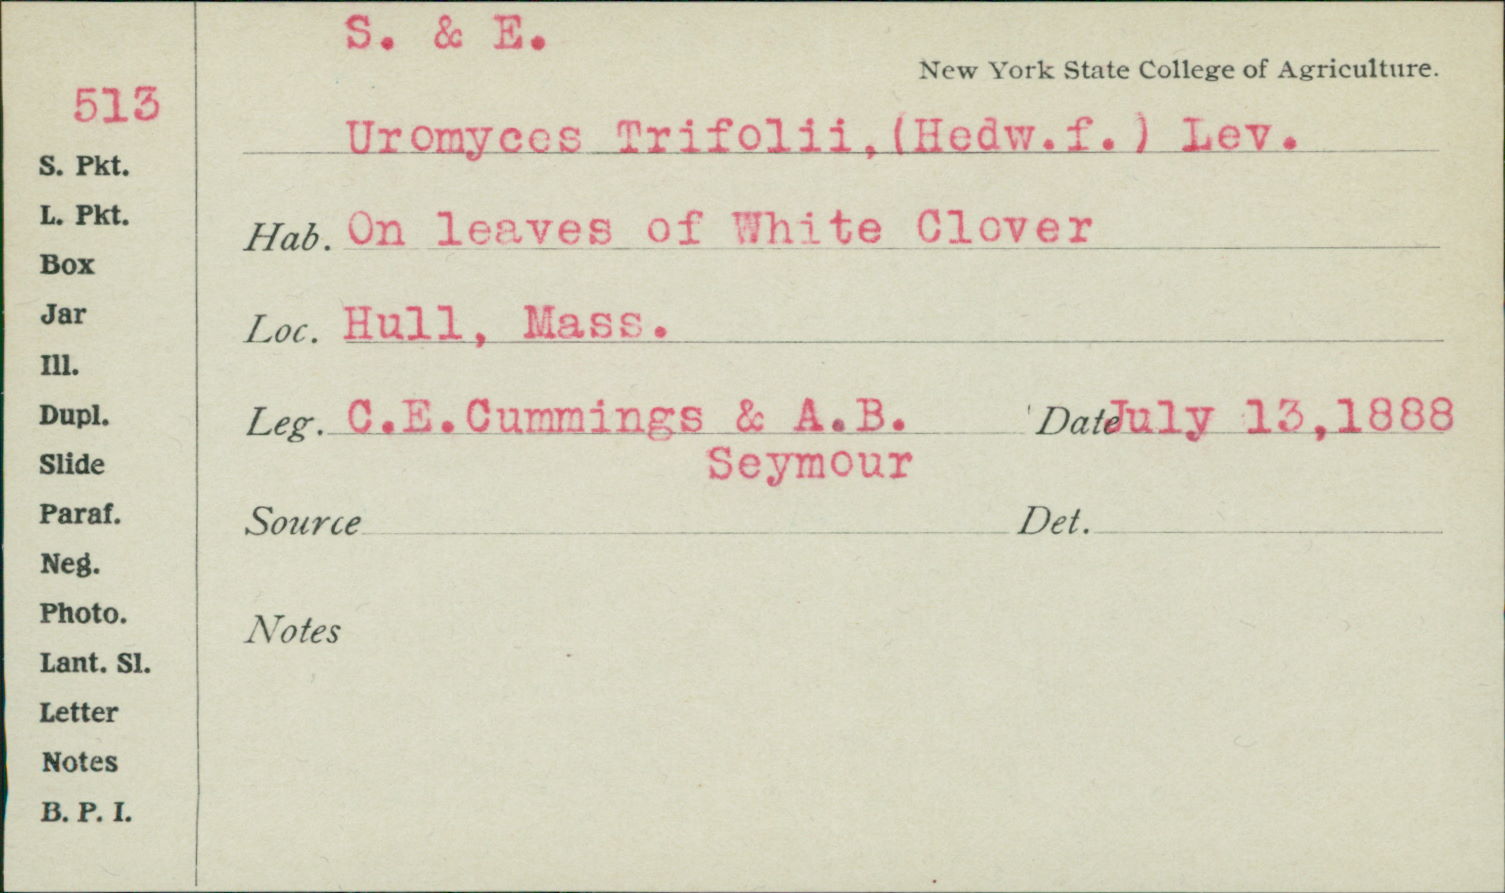 S. & E.
New York State College of Agriculture.
513
Uromyces Trifolii,(Hedw.f.) Lev.
S. Pkt.
L. Pkt.
Hab. On leaves of White Clover
Box
Jar
Loc. Hull, Mass.
Ill.
Dupl.
Leg. C.E.Cummings & A.B. Date July 13,1888
Seymour
Slide
Paraf.
Source Det.
Neg.
Photo.
Notes
Lant. Sl.
Letter
Notes
B. P. I.